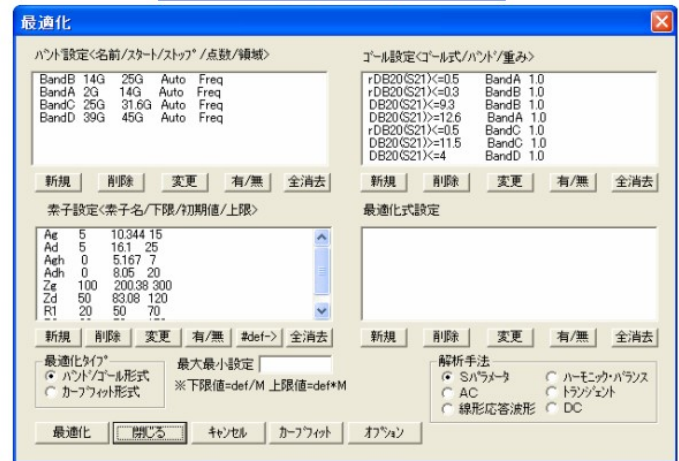 最適化
バンド設定<名前/スタート/ストップ/点数/領域>
BandB 14G 25G Auto Freq
BandA 2G 14G Auto Freq
BandC 25G 31.6G Auto Freq
BandD 39G 45G Auto Freq
新規 削除 変更 有/無 全消去
ゴール設定<ゴール式/バンド/重み>
rDB20(S21)<=0.5 BandA 1.0
rDB20(S21)<=0.3 BandB 1.0
DB20(S21)<=9.3 BandB 1.0
DB20(S21)>=12.6 BandA 1.0
rDB20(S21)<=0.5 BandC 1.0
DB20(S21)>=11.5 BandC 1.0
DB20(S21)<=4 BandD 1.0
新規 削除 変更 有/無 全消去
素子設定<素子名/下限/初期値/上限>
Ag 5 10.344 15
Ad 5 16.1 25
Agh 0 5.167 7
Adh 0 8.05 20
Zg 100 200.38 300
Zd 50 83.08 120
R1 20 50 70
新規 削除 変更 有/無 #def-> 全消去
最適化式設定
新規 削除 変更 有/無 全消去
最適化タイプ
バンド/ゴール形式
カーブフィット形式
最大最小設定
※下限値=def/M 上限値=def*M
解析手法
Sパラメータ ハーモニック・バランス
AC トランジェント
線形応答波形 DC
最適化 閉じる キャンセル カーブフィット オプション